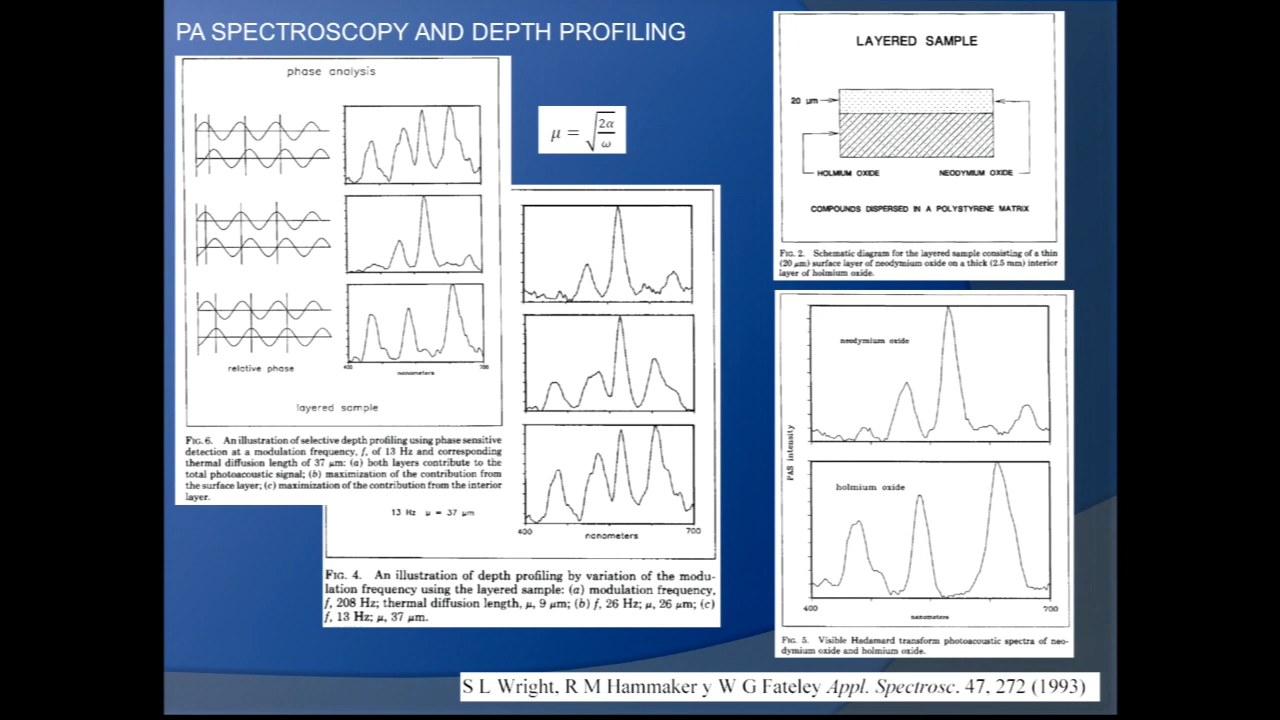 PA SPECTROSCOPY AND DEPTH PROFILING
phase analysis
relative phase
400
nanometers
700
layered sample
FIG. 6. An illustration of selective depth profiling using phase sensitive
detection at a modulation frequency, f, of 13 Hz and corresponding
thermal diffusion length of 37 μm: (a) both layers contribute to the
total photoacoustic signal; (b) maximization of the contribution from
the surface layer; (c) maximization of the contribution from the interior
layer.
μ = √2α/ω
13 Hz μ = 37 μm
400
nanometers
700
FIG. 4. An illustration of depth profiling by variation of the modu-
lation frequency using the layered sample: (a) modulation frequency,
f, 208 Hz; thermal diffusion length, μ, 9 μm; (b) f, 26 Hz; μ, 26 μm; (c)
f, 13 Hz; μ, 37 μm.
LAYERED SAMPLE
20 μm
HOLMIUM OXIDE
NEODYMIUM OXIDE
COMPOUNDS DISPERSED IN A POLYSTYRENE MATRIX
FIG. 2. Schematic diagram for the layered sample consisting of a thin
(20 μm) surface layer of neodymium oxide on a thick (2.5 mm) interior
layer of holmium oxide.
neodymium oxide
PAS intensity
holmium oxide
400
nanometers
700
FIG. 5. Visible Hadamard transform photoacoustic spectra of neo-
dymium oxide and holmium oxide.
S L Wright, R M Hammaker y W G Fateley Appl. Spectrosc. 47, 272 (1993)